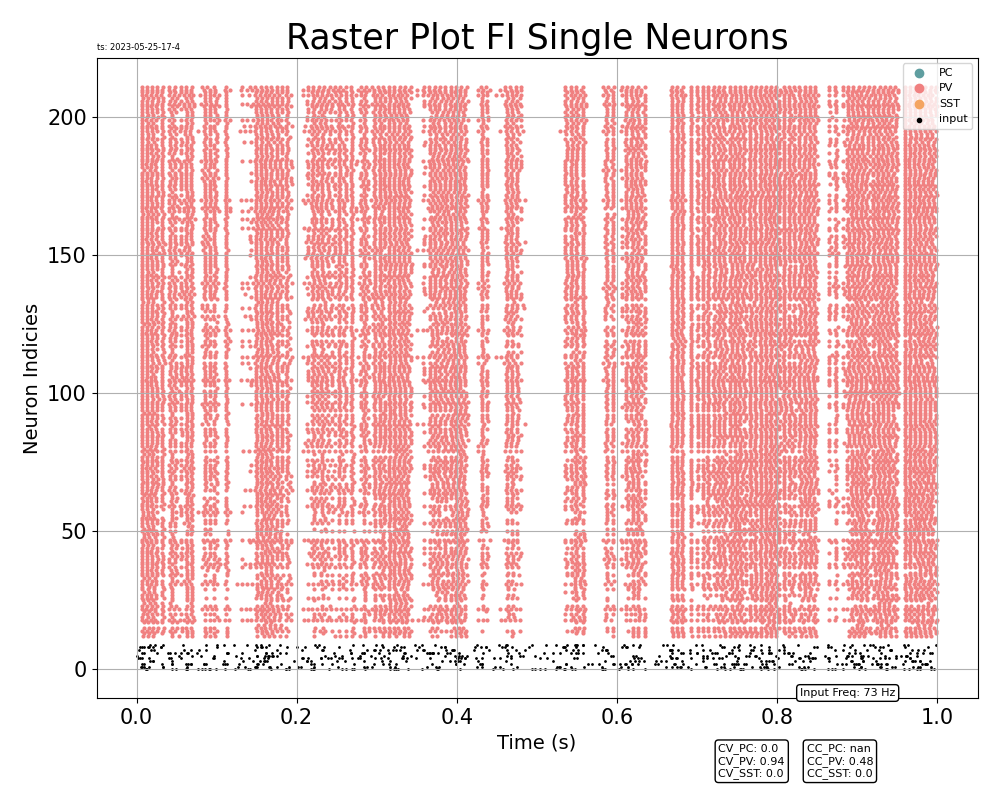 Raster Plot FI Single Neurons
ts: 2023-05-25-17-4
PC
PV
SST
input
Neuron Indicies
200
150
100
50
0
0.0 0.2 0.4 0.6 0.8 1.0
Time (s)
Input Freq: 73 Hz
CV_PC: 0.0
CV_PV: 0.94
CV_SST: 0.0
CC_PC: nan
CC_PV: 0.48
CC_SST: 0.0